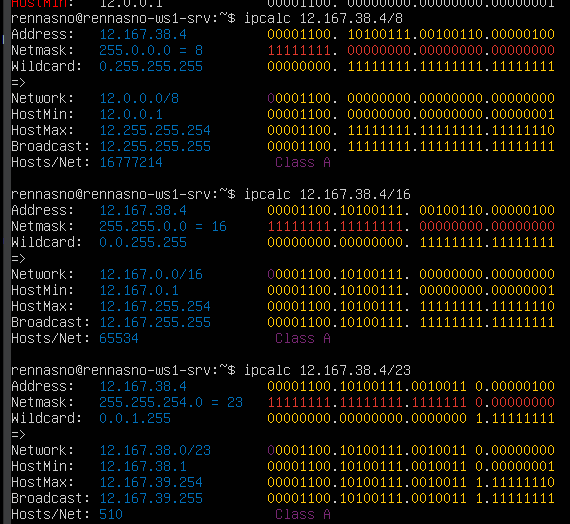 HostMin: 12.0.0.1 00001100. 00000000.00000000.00000001
rennasno@rennasno-ws1-srv:~$ ipcalc 12.167.38.4/8
Address: 12.167.38.4 00001100. 10100111.00100110.00000100
Netmask: 255.0.0.0 = 8 11111111. 00000000.00000000.00000000
Wildcard: 0.255.255.255 00000000. 11111111.11111111.11111111
=>
Network: 12.0.0.0/8 00001100. 00000000.00000000.00000000
HostMin: 12.0.0.1 00001100. 00000000.00000000.00000001
HostMax: 12.255.255.254 00001100. 11111111.11111111.11111110
Broadcast: 12.255.255.255 00001100. 11111111.11111111.11111111
Hosts/Net: 16777214 Class A
rennasno@rennasno-ws1-srv:~$ ipcalc 12.167.38.4/16
Address: 12.167.38.4 00001100.10100111. 00100110.00000100
Netmask: 255.255.0.0 = 16 11111111.11111111. 00000000.00000000
Wildcard: 0.0.255.255 00000000.00000000. 11111111.11111111
=>
Network: 12.167.0.0/16 00001100.10100111. 00000000.00000000
HostMin: 12.167.0.1 00001100.10100111. 00000000.00000001
HostMax: 12.167.255.254 00001100.10100111. 11111111.11111110
Broadcast: 12.167.255.255 00001100.10100111. 11111111.11111111
Hosts/Net: 65534 Class A
rennasno@rennasno-ws1-srv:~$ ipcalc 12.167.38.4/23
Address: 12.167.38.4 00001100.10100111.0010011 0.00000100
Netmask: 255.255.254.0 = 23 11111111.11111111.1111111 0.00000000
Wildcard: 0.0.1.255 00000000.00000000.0000000 1.11111111
=>
Network: 12.167.38.0/23 00001100.10100111.0010011 0.00000000
HostMin: 12.167.38.1 00001100.10100111.0010011 0.00000001
HostMax: 12.167.39.254 00001100.10100111.0010011 1.11111110
Broadcast: 12.167.39.255 00001100.10100111.0010011 1.11111111
Hosts/Net: 510 Class A